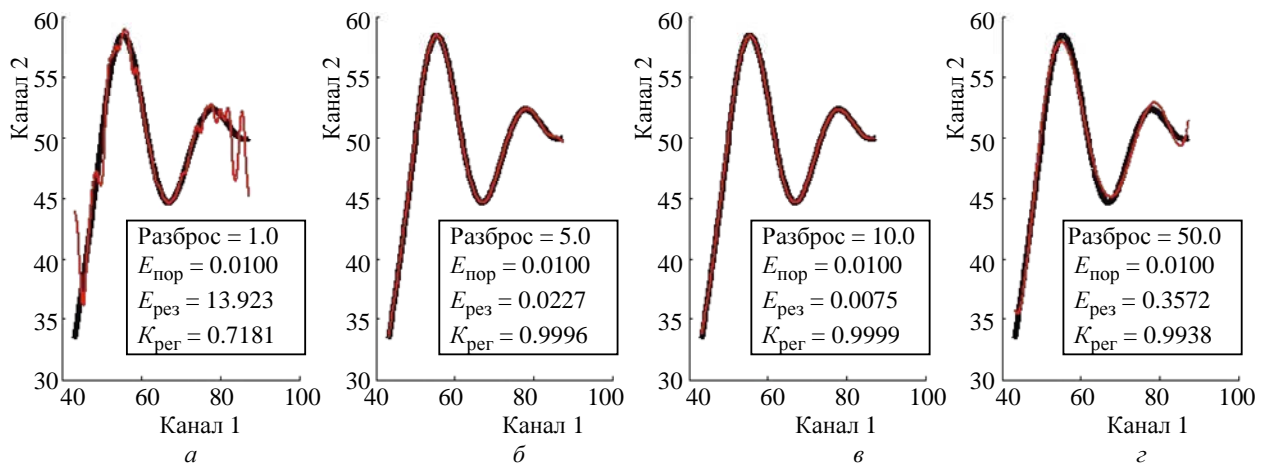 60
55
50
45
40
35
30
Канал 2
Разброс = 1.0
Eпор = 0.0100
Eрез = 13.923
Kрег = 0.7181
40 60 80 100
Канал 1
а
60
55
50
45
40
35
30
Канал 2
Разброс = 5.0
Eпор = 0.0100
Eрез = 0.0227
Kрег = 0.9996
40 60 80 100
Канал 1
б
60
55
50
45
40
35
30
Канал 2
Разброс = 10.0
Eпор = 0.0100
Eрез = 0.0075
Kрег = 0.9999
40 60 80 100
Канал 1
в
60
55
50
45
40
35
30
Канал 2
Разброс = 50.0
Eпор = 0.0100
Eрез = 0.3572
Kрег = 0.9938
40 60 80 100
Канал 1
г